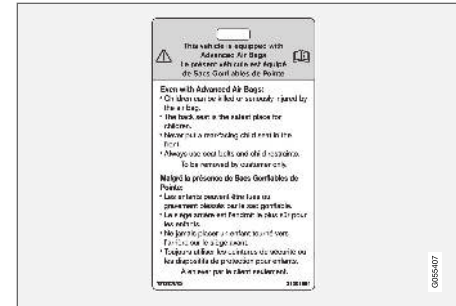 This vehicle is equipped with
Advanced Air Bags
Le présent véhicule est équipé
de Sacs Gonflables de Pointe
Even with Advanced Air Bags:
• Children can be killed or seriously injured by
the air bag.
• The back seat is the safest place for
children.
• Never put a rear-facing child seat in the
front.
• Always use seat belts and child restraints.
To be removed by customer only.
Malgré la présence de Sacs Gonflables de
Pointe:
• Les enfants peuvent être tués ou
gravement blessés par le sac gonflable.
• Le siège arrière est l'endroit le plus sûr pour
les enfants.
• Ne jamais placer un enfant tourné vers
l'arrière sur le siège avant.
• Toujours utiliser les ceintures de sécurité ou
les dispositifs de protection pour enfants.
A enlever par le client seulement.
G055407